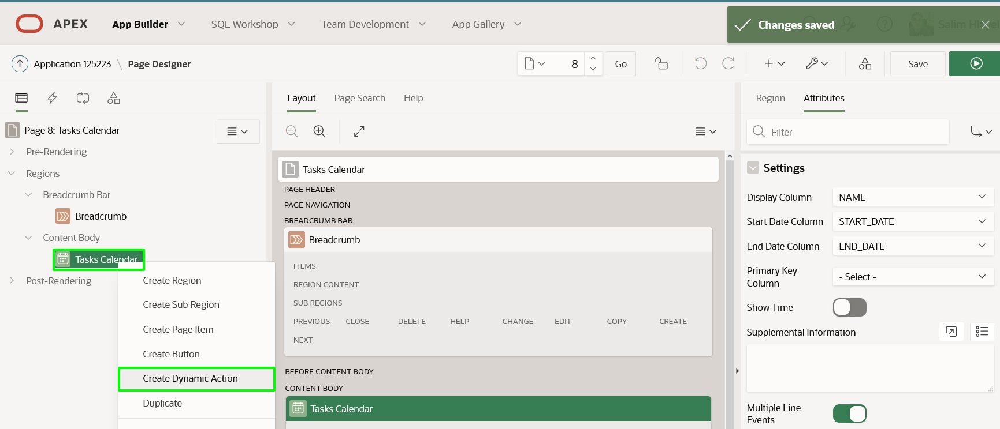 APEX
App Builder
SQL Workshop
Team Development
App Gallery
Changes saved
Application 125223 \ Page Designer
8
Go
Save
Page 8: Tasks Calendar
Pre-Rendering
Regions
Breadcrumb Bar
Breadcrumb
Content Body
Tasks Calendar
Post-Rendering
Create Region
Create Sub Region
Create Page Item
Create Button
Create Dynamic Action
Duplicate
Layout
Page Search
Help
Tasks Calendar
PAGE HEADER
PAGE NAVIGATION
BREADCRUMB BAR
Breadcrumb
ITEMS
REGION CONTENT
SUB REGIONS
PREVIOUS CLOSE DELETE HELP CHANGE EDIT COPY CREATE
NEXT
BEFORE CONTENT BODY
CONTENT BODY
Tasks Calendar
Region
Attributes
Filter
Settings
Display Column NAME
Start Date Column START_DATE
End Date Column END_DATE
Primary Key
Column
- Select -
Show Time
Supplemental Information
Multiple Line
Events